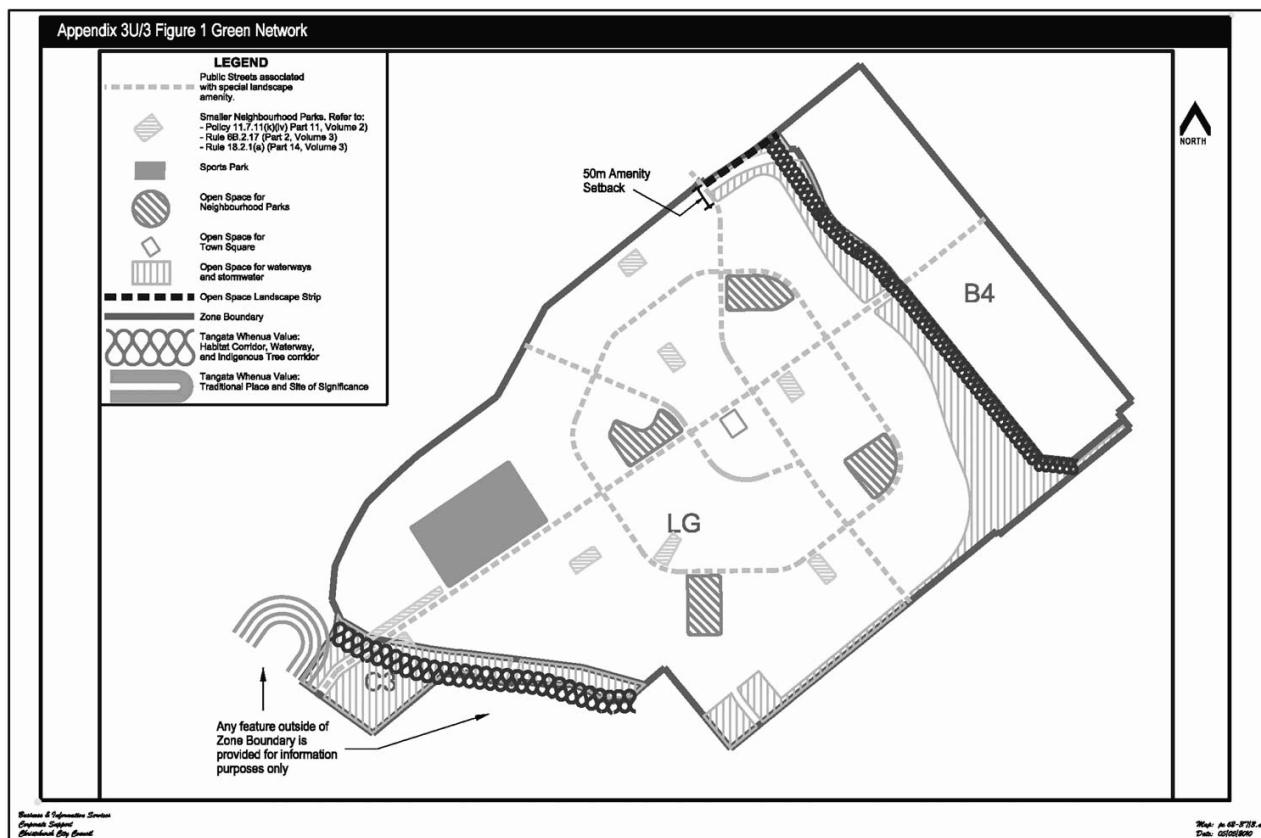 Appendix 3U/3 Figure 1 Green Network
LEGEND
Public Streets associated
with special landscape
amenity.
Smaller Neighbourhood Parks. Refer to:
- Policy 11.7.11(k)(iv) Part 11, Volume 2)
- Rule 6B.2.17 (Part 2, Volume 3)
- Rule 18.2.1(a) (Part 14, Volume 3)
Sports Park
Open Space for
Neighbourhood Parks
Open Space for
Town Square
Open Space for waterways
and stormwater
Open Space Landscape Strip
Zone Boundary
Tangata Whenua Value:
Habitat Corridor, Waterway,
and Indigenous Tree corridor
Tangata Whenua Value:
Traditional Place and Site of Significance
NORTH
50m Amenity
Setback
B4
LG
C3
Any feature outside of
Zone Boundary is
provided for information
purposes only
Business & Information Services
Corporate Support
Christchurch City Council
Map:
Date: 05/05/2010